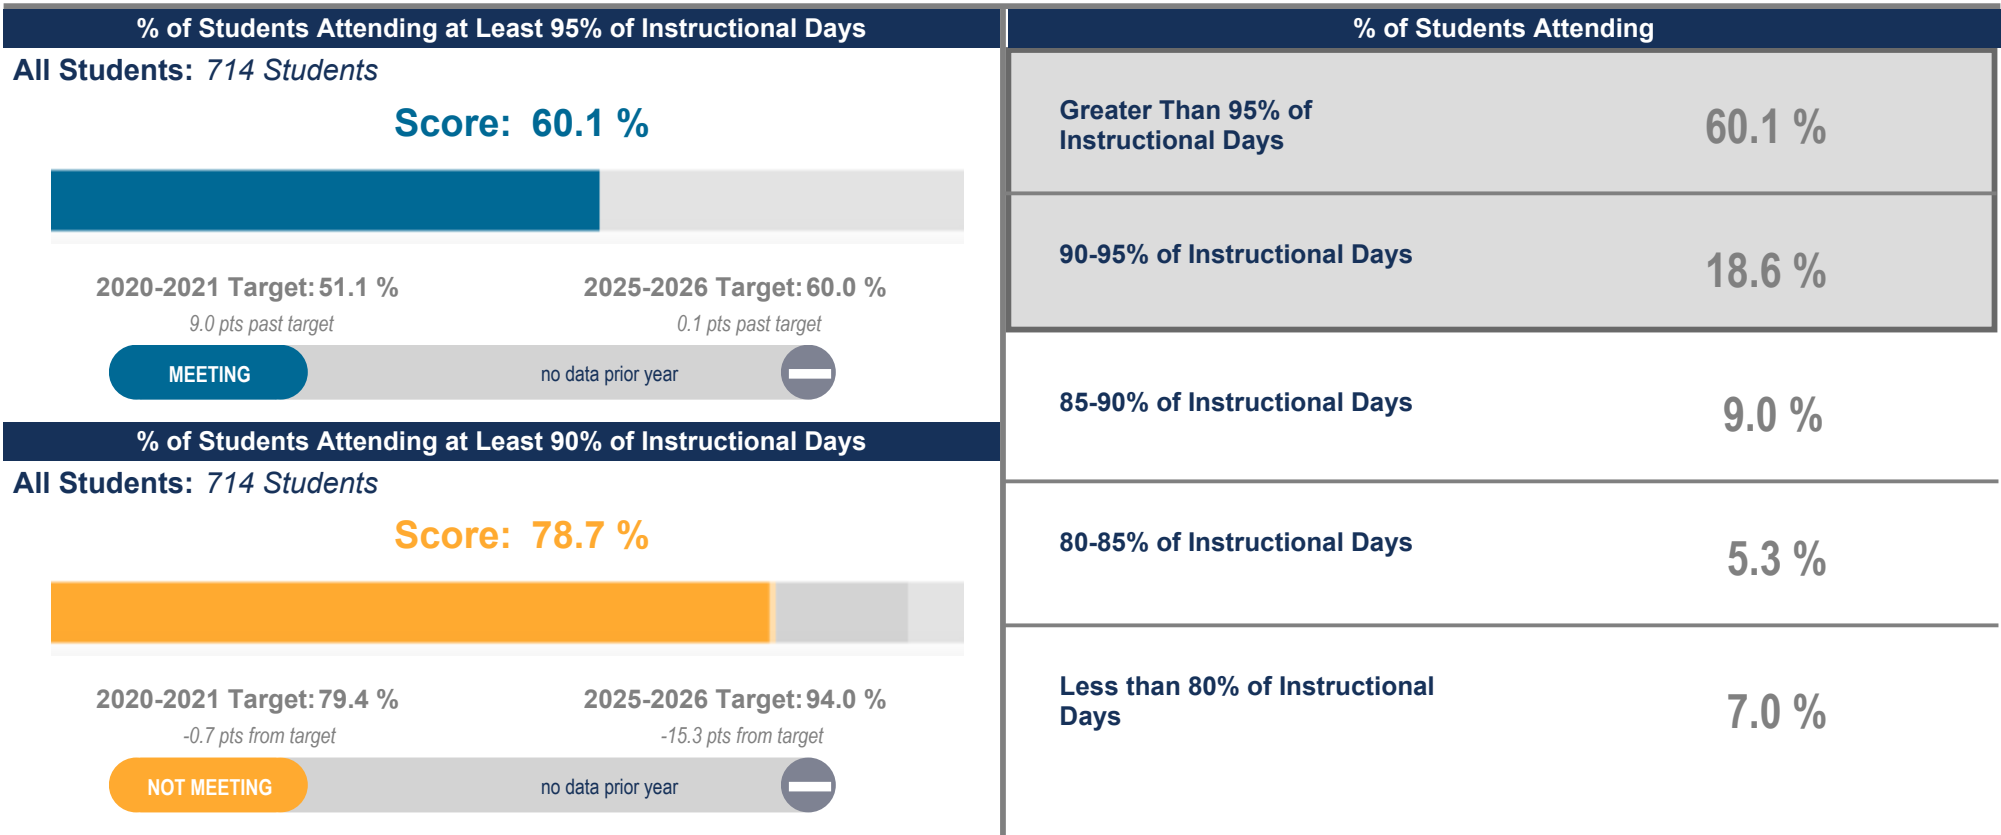 % of Students Attending at Least 95% of Instructional Days
All Students: 714 Students
Score: 60.1 %
2020-2021 Target: 51.1 %
9.0 pts past target
2025-2026 Target: 60.0 %
0.1 pts past target
MEETING
no data prior year
% of Students Attending at Least 90% of Instructional Days
All Students: 714 Students
Score: 78.7 %
2020-2021 Target: 79.4 %
-0.7 pts from target
2025-2026 Target: 94.0 %
-15.3 pts from target
NOT MEETING
no data prior year
% of Students Attending
Greater Than 95% of
Instructional Days
60.1 %
90-95% of Instructional Days
18.6 %
85-90% of Instructional Days
9.0 %
80-85% of Instructional Days
5.3 %
Less than 80% of Instructional
Days
7.0 %